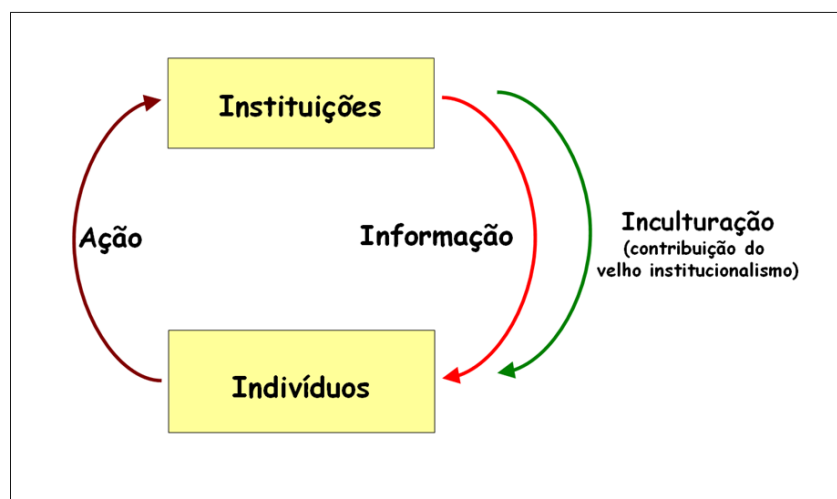 Instituições
Ação
Informação
Inculturação
(contribuição do
velho institucionalismo)
Indivíduos